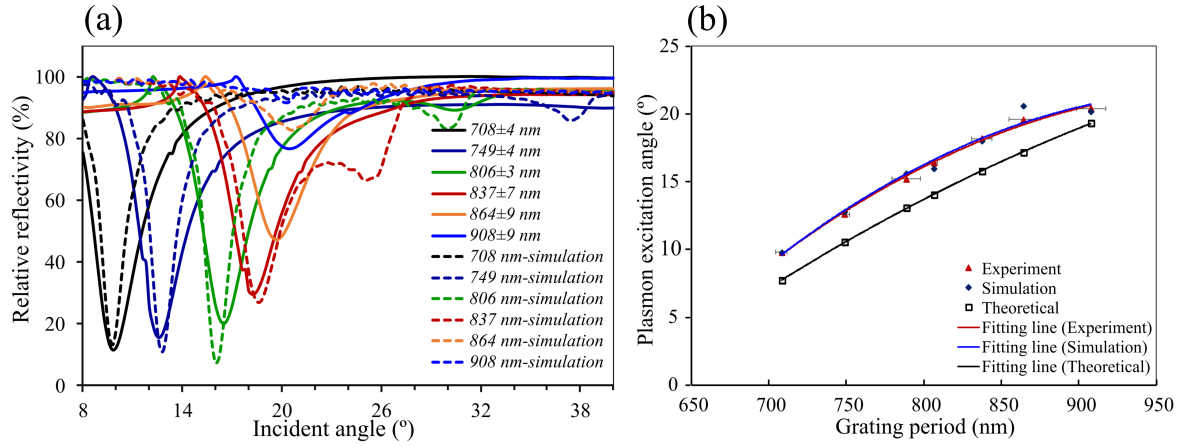 (a)
Relative reflectivity (%)
100
80
60
40
20
0
8
14
20
26
32
38
Incident angle (º)
708±4 nm
749±4 nm
806±3 nm
837±7 nm
864±9 nm
908±9 nm
708 nm-simulation
749 nm-simulation
806 nm-simulation
837 nm-simulation
864 nm-simulation
908 nm-simulation
(b)
Plasmon excitation angle (º)
25
20
15
10
5
0
650
700
750
800
850
900
950
Grating period (nm)
Experiment
Simulation
Theoretical
Fitting line (Experiment)
Fitting line (Simulation)
Fitting line (Theoretical)